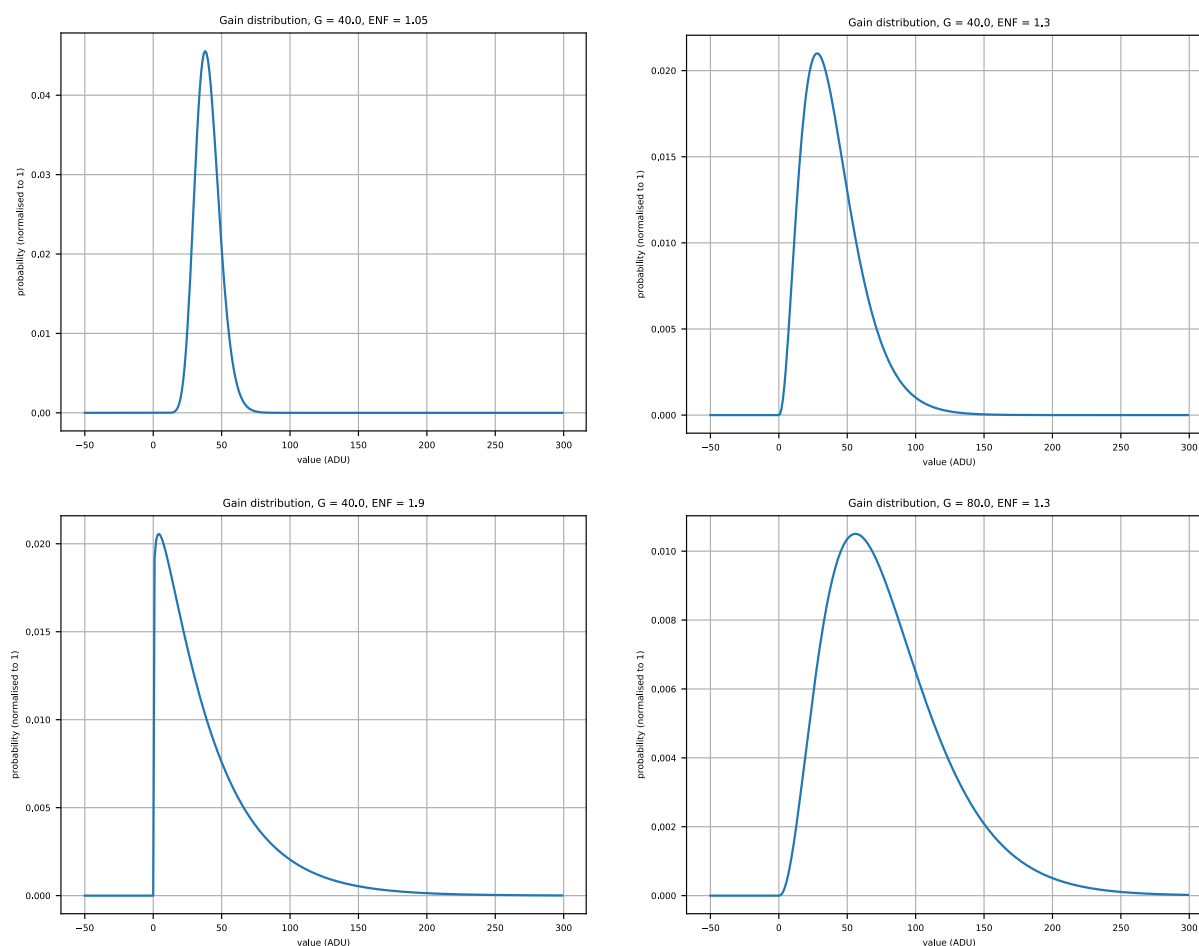 Gain distribution, G = 40.0, ENF = 1.05
probability (normalised to 1)
0.04
0.03
0.02
0.01
0.00
−50 0 50 100 150 200 250 300
value (ADU)
Gain distribution, G = 40.0, ENF = 1.3
probability (normalised to 1)
0.020
0.015
0.010
0.005
0.000
−50 0 50 100 150 200 250 300
value (ADU)
Gain distribution, G = 40.0, ENF = 1.9
probability (normalised to 1)
0.020
0.015
0.010
0.005
0.000
−50 0 50 100 150 200 250 300
value (ADU)
Gain distribution, G = 80.0, ENF = 1.3
probability (normalised to 1)
0.010
0.008
0.006
0.004
0.002
0.000
−50 0 50 100 150 200 250 300
value (ADU)